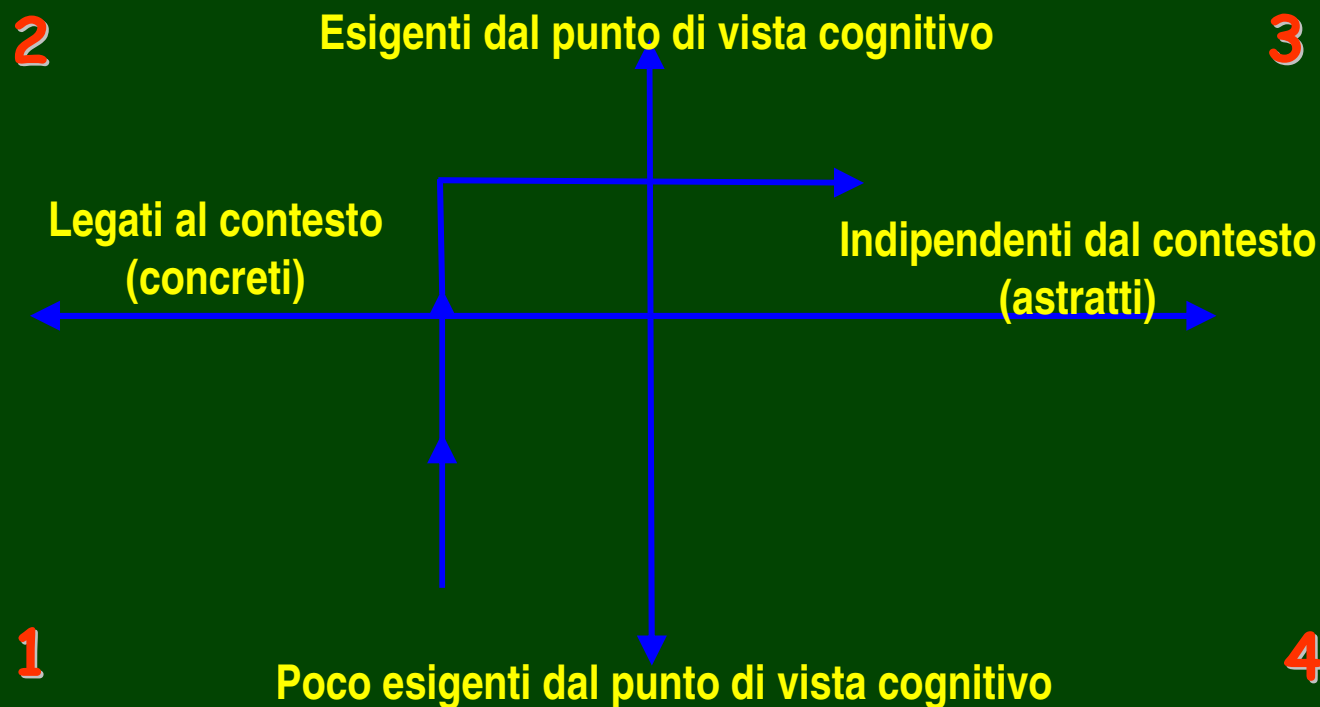 2
Esigenti dal punto di vista cognitivo
3
Legati al contesto
(concreti)
Indipendenti dal contesto
(astratti)
1
Poco esigenti dal punto di vista cognitivo
4